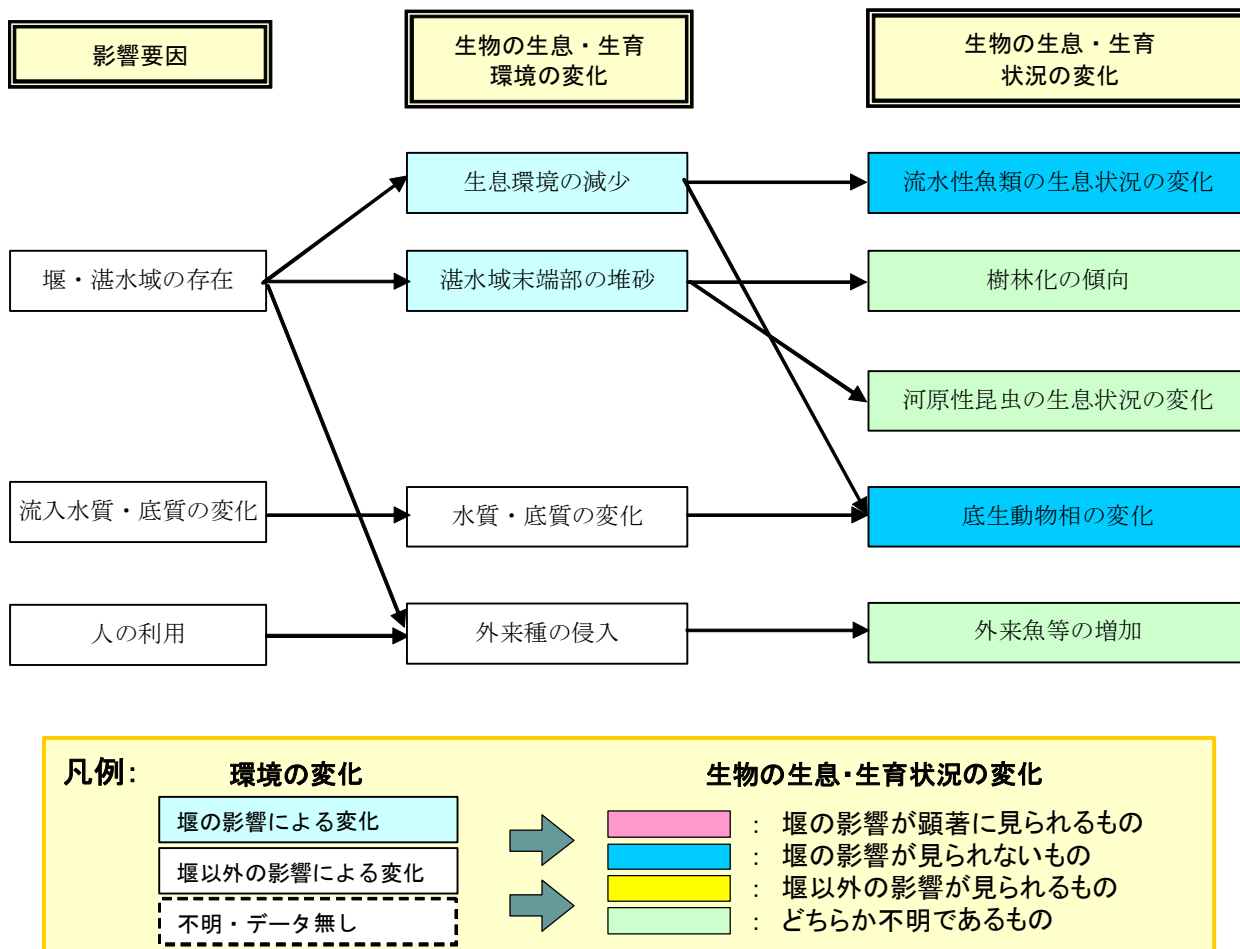 影響要因
生物の生息・生育
環境の変化
生物の生息・生育
状況の変化
生息環境の減少
流水性魚類の生息状況の変化
堰・湛水域の存在
湛水域末端部の堆砂
樹林化の傾向
河原性昆虫の生息状況の変化
流入水質・底質の変化
水質・底質の変化
底生動物相の変化
人の利用
外来種の侵入
外来魚等の増加
凡例：
環境の変化
生物の生息・生育状況の変化
堰の影響による変化
堰以外の影響による変化
不明・データ無し
： 堰の影響が顕著に見られるもの
： 堰の影響が見られないもの
： 堰以外の影響が見られるもの
： どちらか不明であるもの